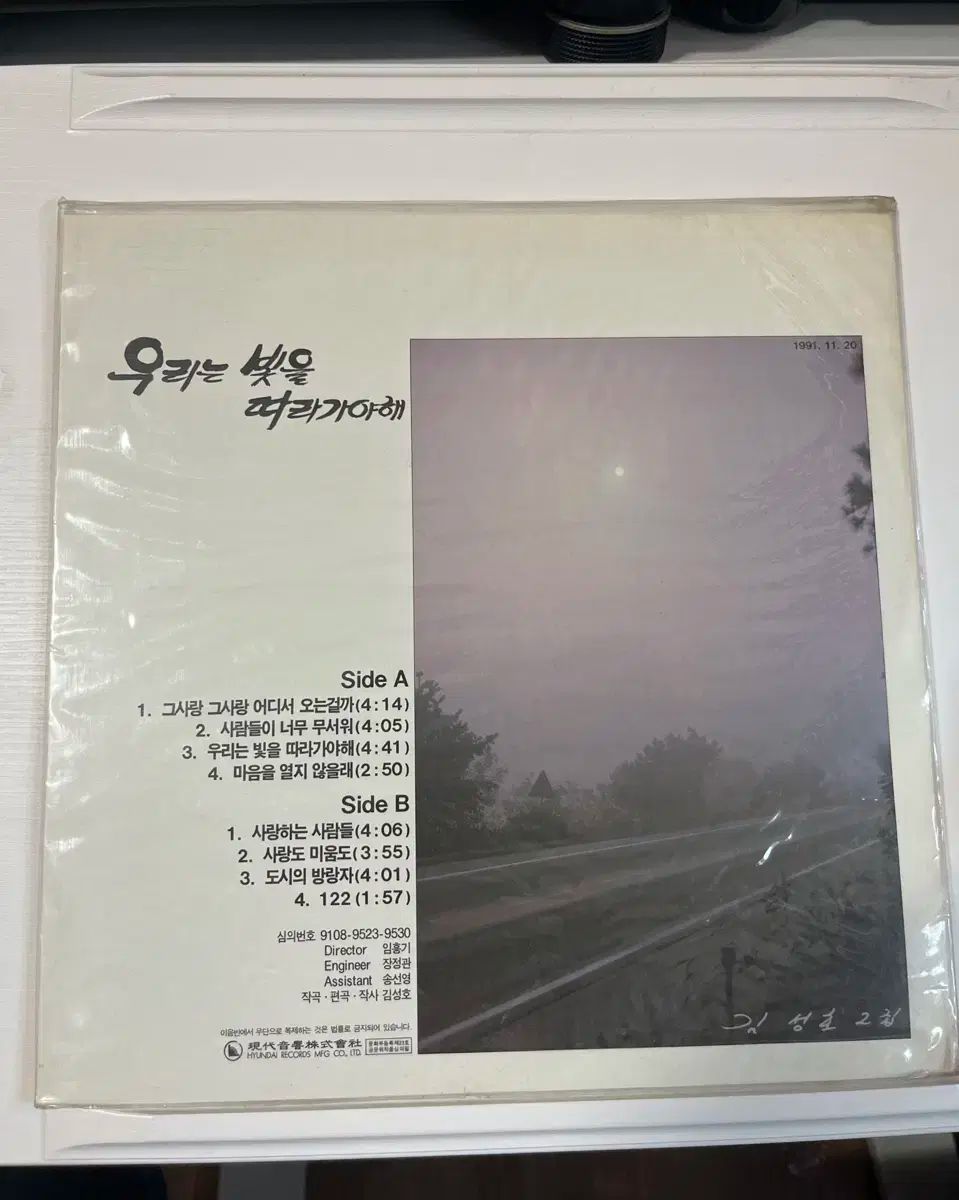 우리는 빛을
따라가야해
1991. 11. 20
Side A
1. 그사랑 그사랑 어디서 오는걸까(4:14)
2. 사람들이 너무 무서워(4:05)
3. 우리는 빛을 따라가야해(4:41)
4. 마음을 열지 않을래(2:50)
Side B
1. 사랑하는 사람들(4:06)
2. 사랑도 미움도(3:55)
3. 도시의 방랑자(4:01)
4. 122(1:57)
심의번호 9108-9523-9530
Director 임홍기
Engineer 장정관
Assistant 송선영
작곡·편곡·작사 김성호
이음반에서 무단으로 복제하는 것은 법률로 금지되어 있습니다.
現代音響株式會社
HYUNDAI RECORDS MFG CO., LTD.
김 성호 2집